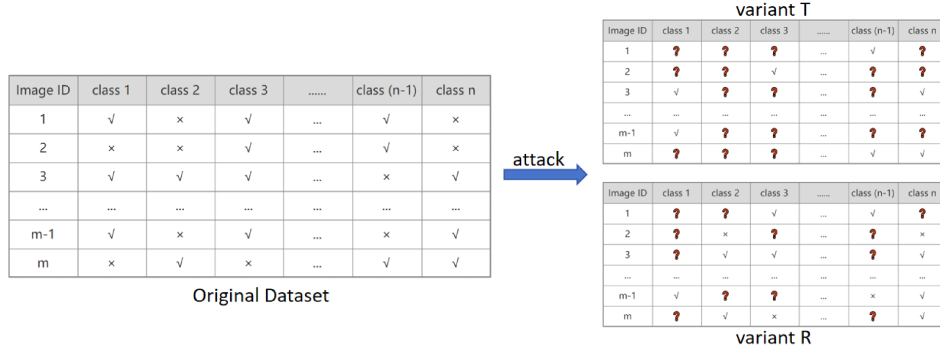 variant T
Image ID class 1 class 2 class 3 ...... class (n-1) class n
1 ? ? ? ... √ ?
2 ? ? √ ... ? ?
3 √ ? ? ... ? √
... ... ... ... ... ...
m-1 √ ? ? ... ? ?
m ? ? ? ... √ √
Image ID class 1 class 2 class 3 ...... class (n-1) class n
1 √ × √ ... √ ×
2 × × √ ... √ ×
3 √ √ √ ... × √
... ... ... ... ... ...
m-1 √ × √ ... × √
m × √ × ... √ √
Original Dataset
attack
Image ID class 1 class 2 class 3 ...... class (n-1) class n
1 ? ? √ ... √ ?
2 ? × ? ... ? ×
3 ? √ √ ... ? √
... ... ... ... ... ...
m-1 √ ? ? ... × √
m ? √ × ... ? √
variant R